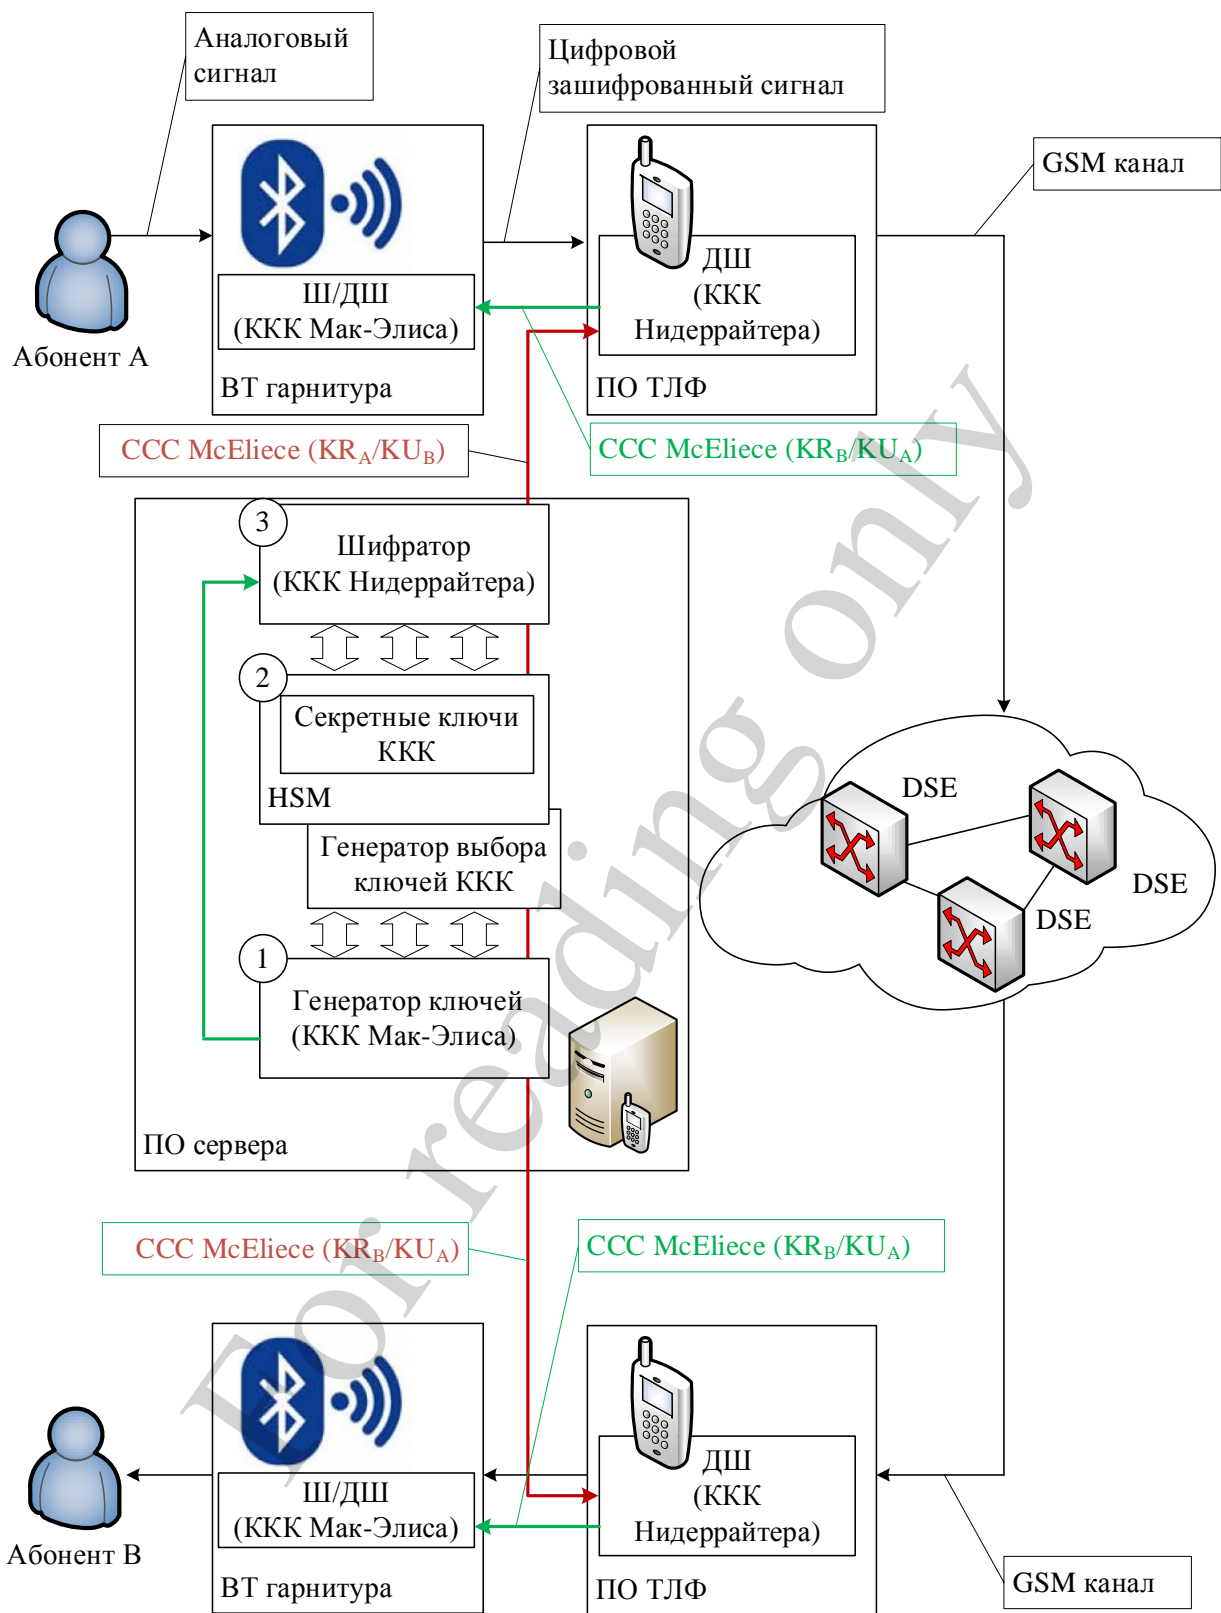 Аналоговый
сигнал
Цифровой
зашифрованный сигнал
GSM канал
Абонент А
Ш/ДШ
(ККК Мак-Элиса)
ВТ гарнитура
ДШ
(ККК
Нидеррайтера)
ПО ТЛФ
CCC McEliece (KRA/KUB)
CCC McEliece (KRB/KUA)
3
Шифратор
(ККК Нидеррайтера)
2
Секретные ключи
ККК
HSM
Генератор выбора
ключей ККК
1
Генератор ключей
(ККК Мак-Элиса)
ПО сервера
DSE
DSE
DSE
CCC McEliece (KRB/KUA)
CCC McEliece (KRB/KUA)
Абонент В
Ш/ДШ
(ККК Мак-Элиса)
ВТ гарнитура
ДШ
(ККК
Нидеррайтера)
ПО ТЛФ
GSM канал
For reading only